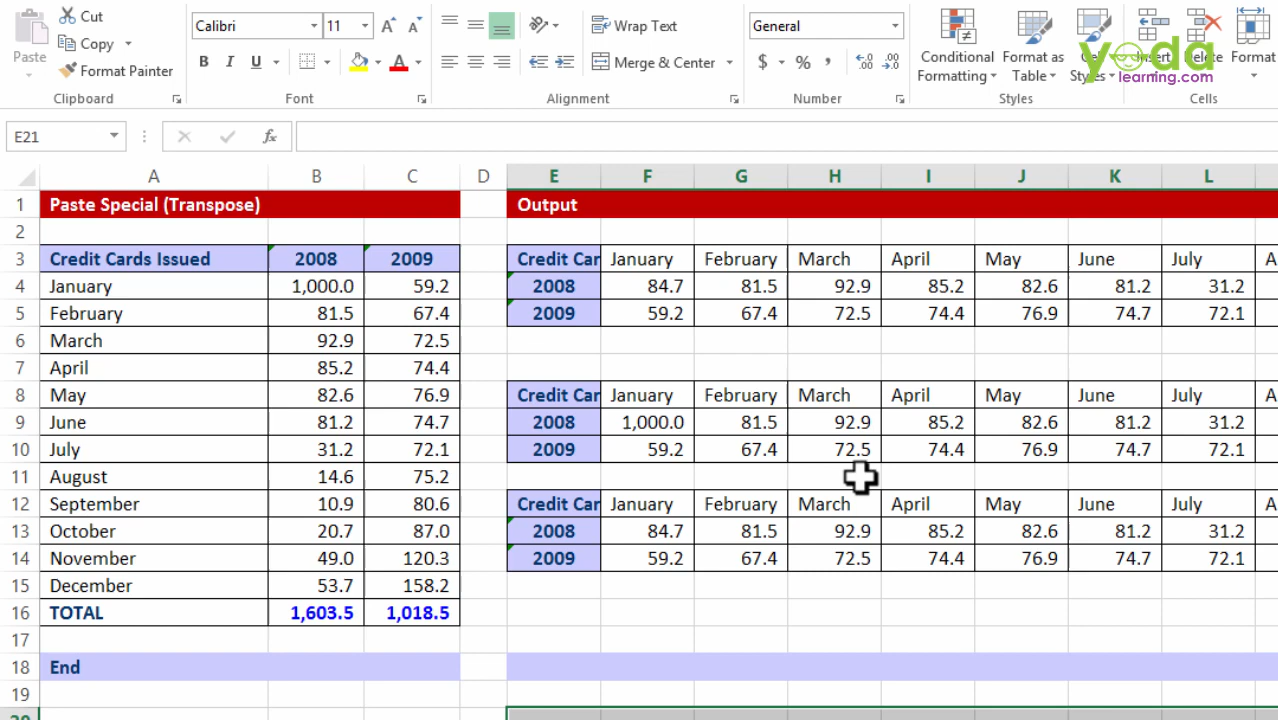 Cut
Copy
Format Painter
Paste
Clipboard
Calibri 11
B I U A
Font
Wrap Text
Merge & Center
Alignment
General
$ % ,
Number
Conditional Formatting
Format as Table
Cell Styles
Styles
Insert Delete Format
Cells
yoda
learning.com
E21 fx
A B C D E F G H I J K L
1 Paste Special (Transpose) Output
2
3 Credit Cards Issued 2008 2009 Credit Car January February March April May June July A
4 January 1,000.0 59.2 2008 84.7 81.5 92.9 85.2 82.6 81.2 31.2
5 February 81.5 67.4 2009 59.2 67.4 72.5 74.4 76.9 74.7 72.1
6 March 92.9 72.5
7 April 85.2 74.4
8 May 82.6 76.9 Credit Car January February March April May June July A
9 June 81.2 74.7 2008 1,000.0 81.5 92.9 85.2 82.6 81.2 31.2
10 July 31.2 72.1 2009 59.2 67.4 72.5 74.4 76.9 74.7 72.1
11 August 14.6 75.2
12 September 10.9 80.6 Credit Car January February March April May June July A
13 October 20.7 87.0 2008 84.7 81.5 92.9 85.2 82.6 81.2 31.2
14 November 49.0 120.3 2009 59.2 67.4 72.5 74.4 76.9 74.7 72.1
15 December 53.7 158.2
16 TOTAL 1,603.5 1,018.5
17
18 End
19
20